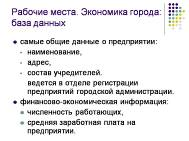 Рабочие места. Экономика города:
база данных
самые общие данные о предприятии:
- наименование,
- адрес,
- состав учредителей.
ведется в отделе регистрации
предприятий городской администрации.
финансово-экономическая информация:
численность работающих,
средняя заработная плата на
предприятии.